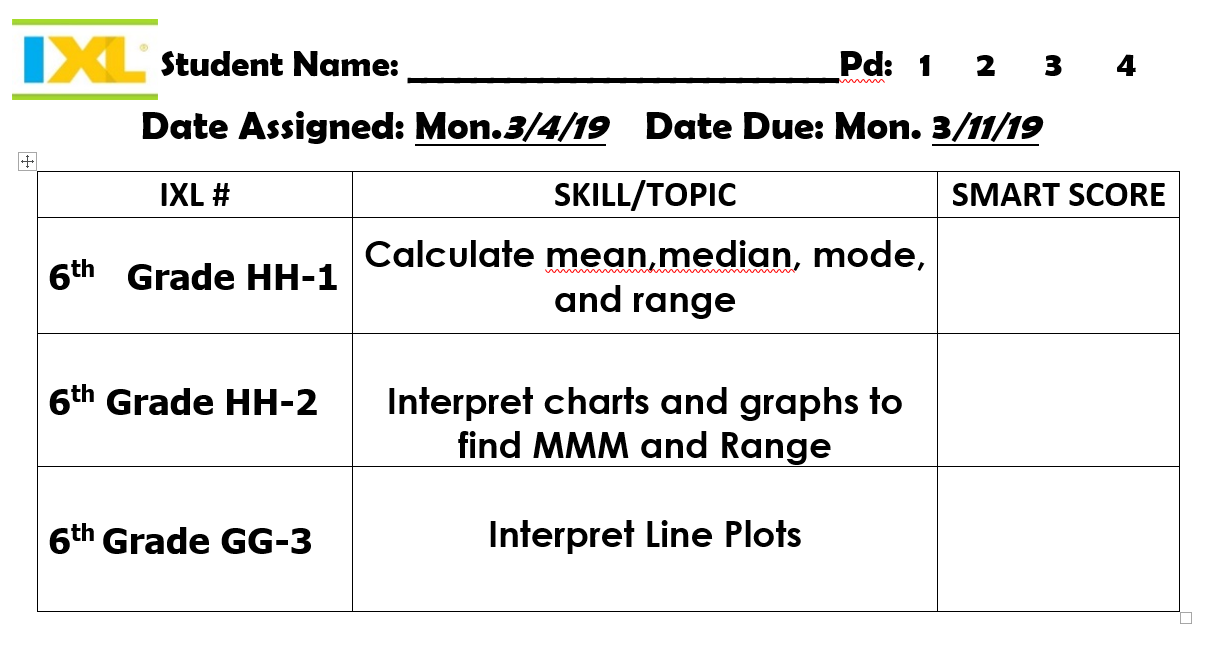 IXL® Student Name: ___________________________Pd: 1 2 3 4
Date Assigned: Mon.3/4/19 Date Due: Mon. 3/11/19
IXL # SKILL/TOPIC SMART SCORE
6th Grade HH-1
Calculate mean,median, mode,
and range
6th Grade HH-2
Interpret charts and graphs to
find MMM and Range
6th Grade GG-3
Interpret Line Plots